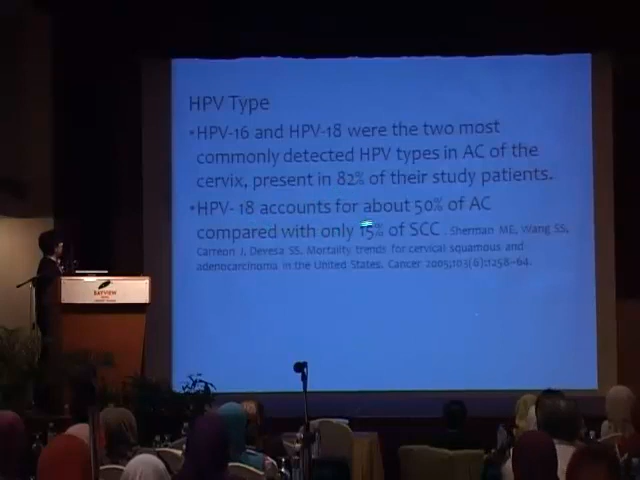 HPV Type
•HPV-16 and HPV-18 were the two most
commonly detected HPV types in AC of the
cervix, present in 82% of their study patients.
•HPV- 18 accounts for about 50% of AC
compared with only 15% of SCC . Sherman ME, Wang SS,
Carreon J, Devesa SS. Mortality trends for cervical squamous and
adenocarcinoma in the United States. Cancer 2005;103(6):1258–64.
BAYVIEW